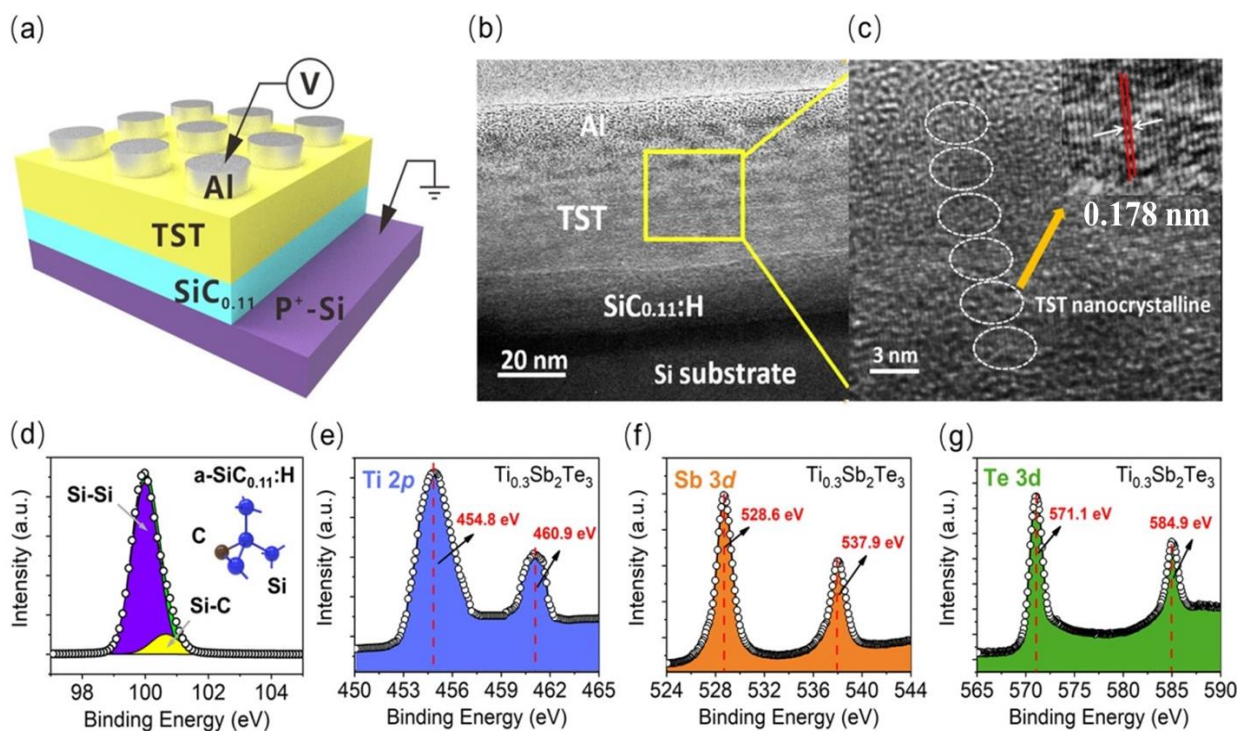 (a)
V
Al
TST
SiC0.11
P+-Si
(b)
Al
TST
SiC0.11:H
20 nm
Si substrate
(c)
0.178 nm
TST nanocrystalline
3 nm
(d)
a-SiC0.11:H
Si-Si
C
Si
Si-C
Intensity (a.u.)
98 100 102 104
Binding Energy (eV)
(e)
Ti 2p
Ti0.3Sb2Te3
454.8 eV
460.9 eV
Intensity (a.u.)
450 453 456 459 462 465
Binding Energy (eV)
(f)
Sb 3d
Ti0.3Sb2Te3
528.6 eV
537.9 eV
Intensity (a.u.)
524 528 532 536 540 544
Binding Energy (eV)
(g)
Te 3d
Ti0.3Sb2Te3
571.1 eV
584.9 eV
Intensity (a.u.)
565 570 575 580 585 590
Binding Energy (eV)